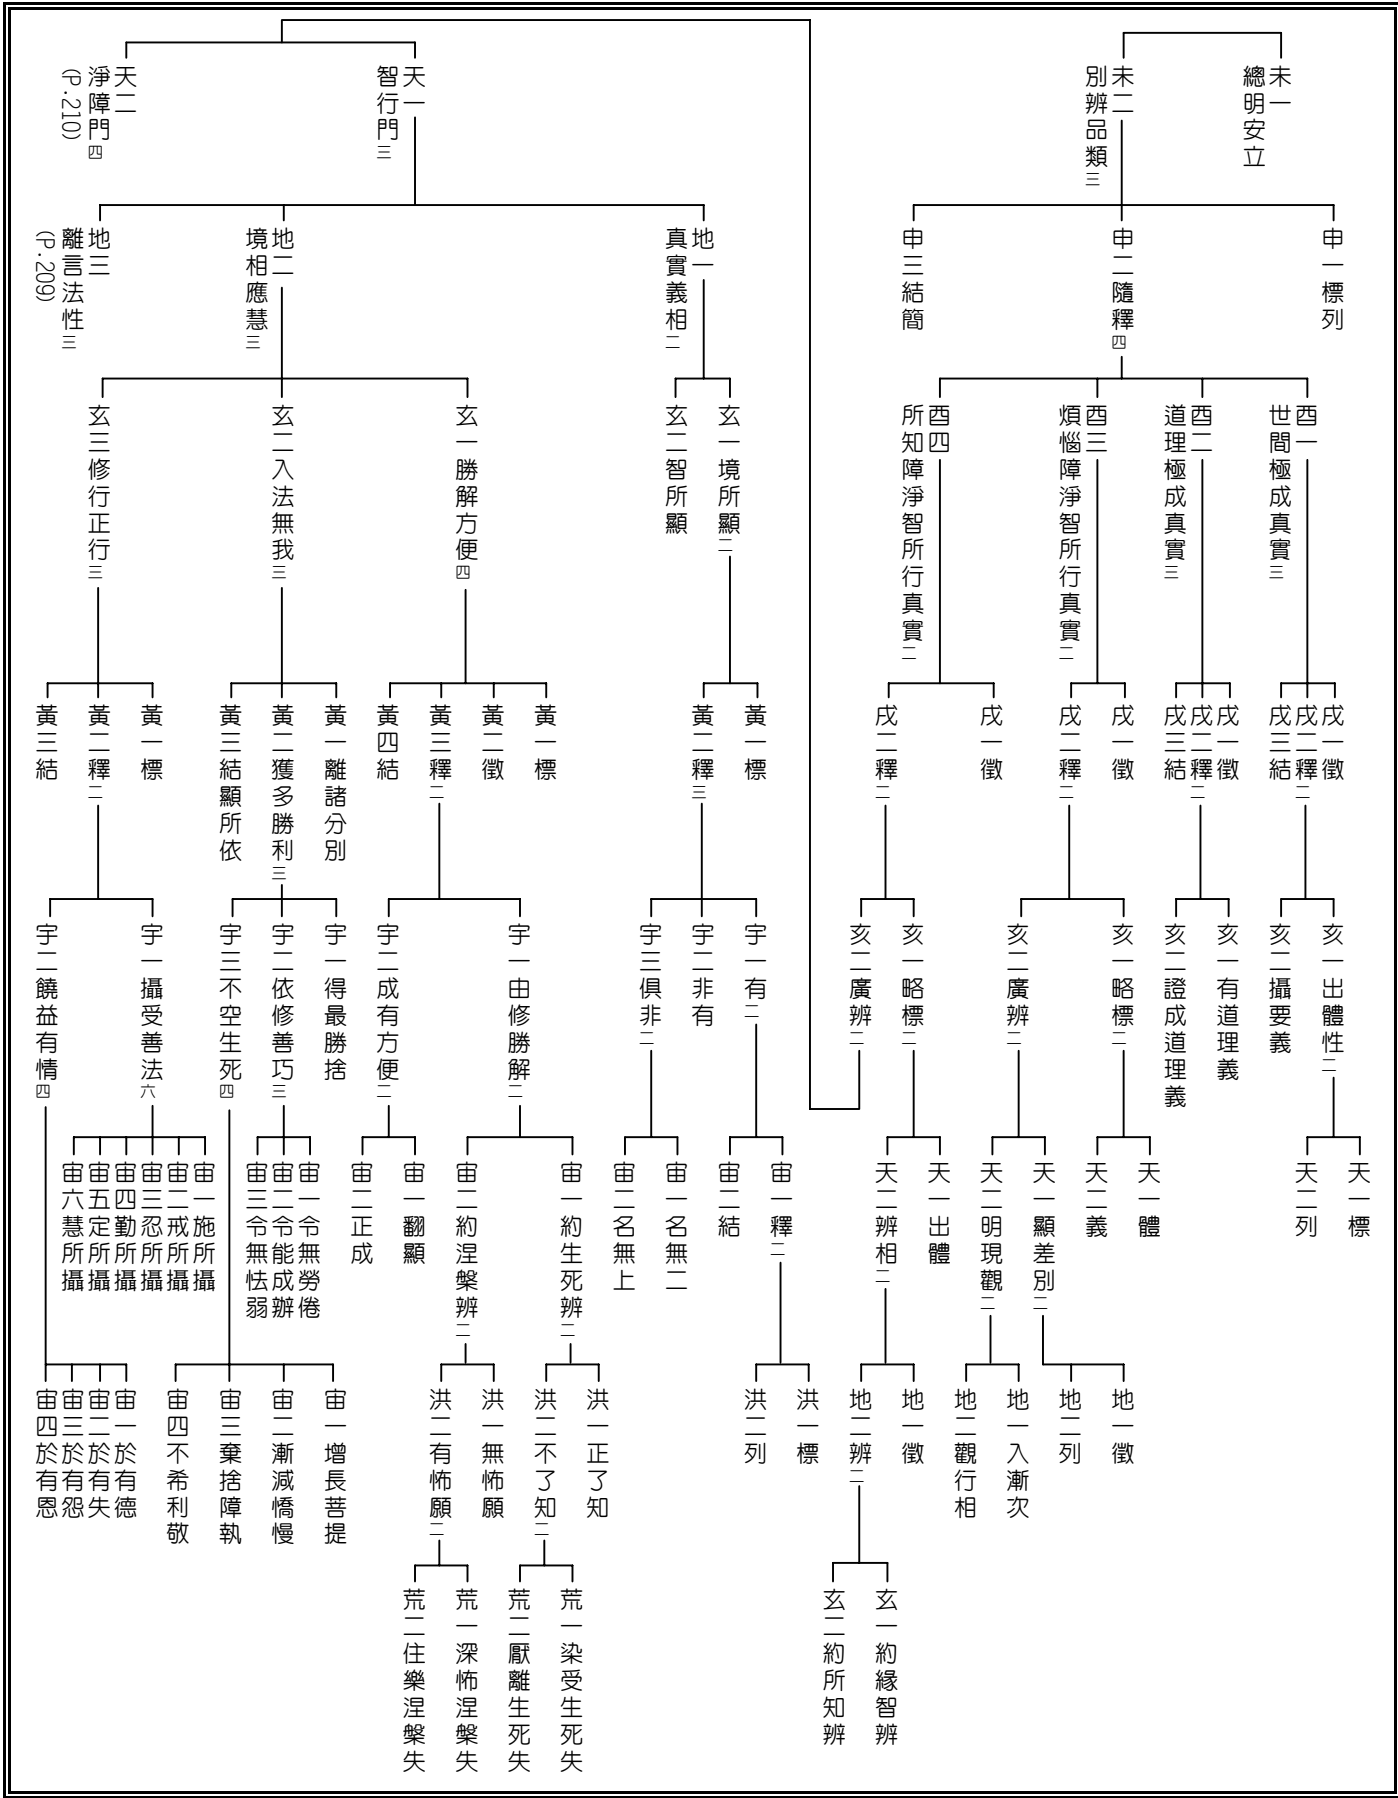 未一
總明安立
未二
別辨品類三
申一標列
申二隨釋四
申三結簡
酉一
世間極成真實三
酉二
道理極成真實三
酉三
煩惱障淨智所行真實二
酉四
所知障淨智所行真實二
戌一徵
戌二釋二
戌三結
戌一徵
戌二釋二
戌三結
戌一徵
戌二釋二
戌一徵
戌二釋二
亥一出體性二
亥二攝要義
亥一有道理義
亥二證成道理義
亥一略標二
亥二廣辨二
亥一略標二
亥二廣辨二
天一標
天二列
天一體
天二義
天一顯差別二
天二明現觀二
天一出體
天二辨相二
地一徵
地二列
地一入漸次
地二觀行相
地一徵
地二辨二
玄一約緣智辨
玄二約所知辨
天一
智行門三
天二
淨障門四
(P.210)
地一
真實義相二
地二
境相應慧三
地三
離言法性三
(P.209)
玄一境所顯二
玄二智所顯
玄一勝解方便四
玄二入法無我三
玄三修行正行三
黃一標
黃二釋三
黃一標
黃二徵
黃三釋二
黃四結
黃一離諸分別
黃二獲多勝利三
黃三結顯所依
黃一標
黃二釋二
黃三結
宇一有二
宇二非有
宇三俱非二
宇一由修勝解二
宇二成有方便二
宇一得最勝捨
宇二依修善巧三
宇三不空生死四
宇一攝受善法六
宇二饒益有情四
宙一釋二
宙二結
宙一名無二
宙二名無上
宙一約生死辨二
宙二約涅槃辨二
宙一翻顯
宙二正成
宙一令無勞倦
宙二令能成辦
宙三令無怯弱
宙一施所攝
宙二戒所攝
宙三忍所攝
宙四勤所攝
宙五定所攝
宙六慧所攝
洪一標
洪二列
洪一正了知
洪二不了知二
洪一無怖願
洪二有怖願二
宙一增長菩提
宙二漸減憍慢
宙三棄捨障執
宙四不希利敬
宙一於有德
宙二於有失
宙三於有怨
宙四於有恩
荒一染受生死失
荒二厭離生死失
荒一深怖涅槃失
荒二住樂涅槃失